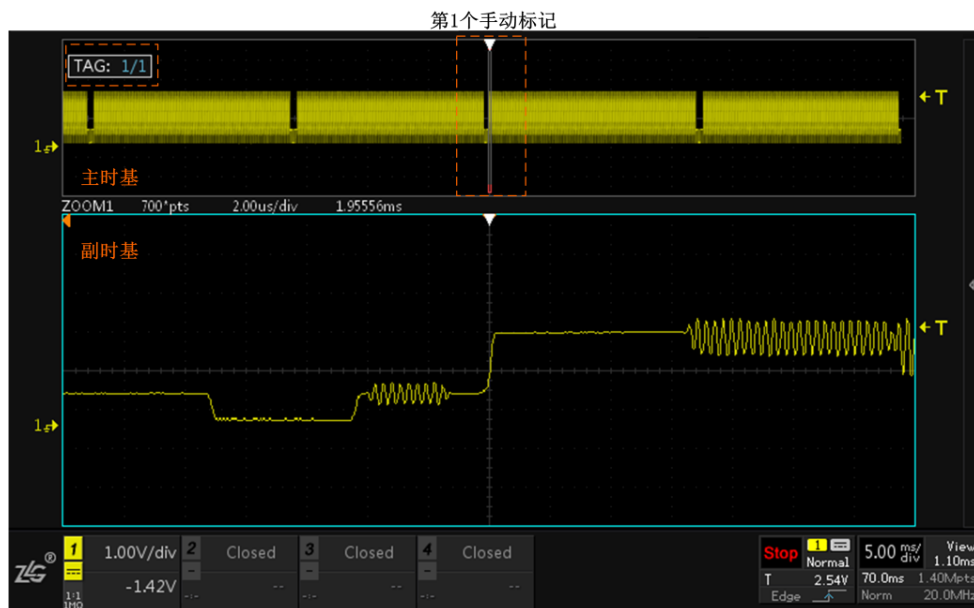 第1个手动标记
TAG: 1/1
T
1
主时基
ZOOM1 700*pts 2.00us/div 1.95556ms
副时基
T
1
ZLG®
1 1.00V/div 2 Closed 3 Closed 4 Closed
-1.42V -- -- --
1:1
1MΩ
Stop 1 Normal 5.00 ms/div View
1.10ms
T 2.54V 70.0ms 1.40Mpts
Edge Norm 20.0MHz